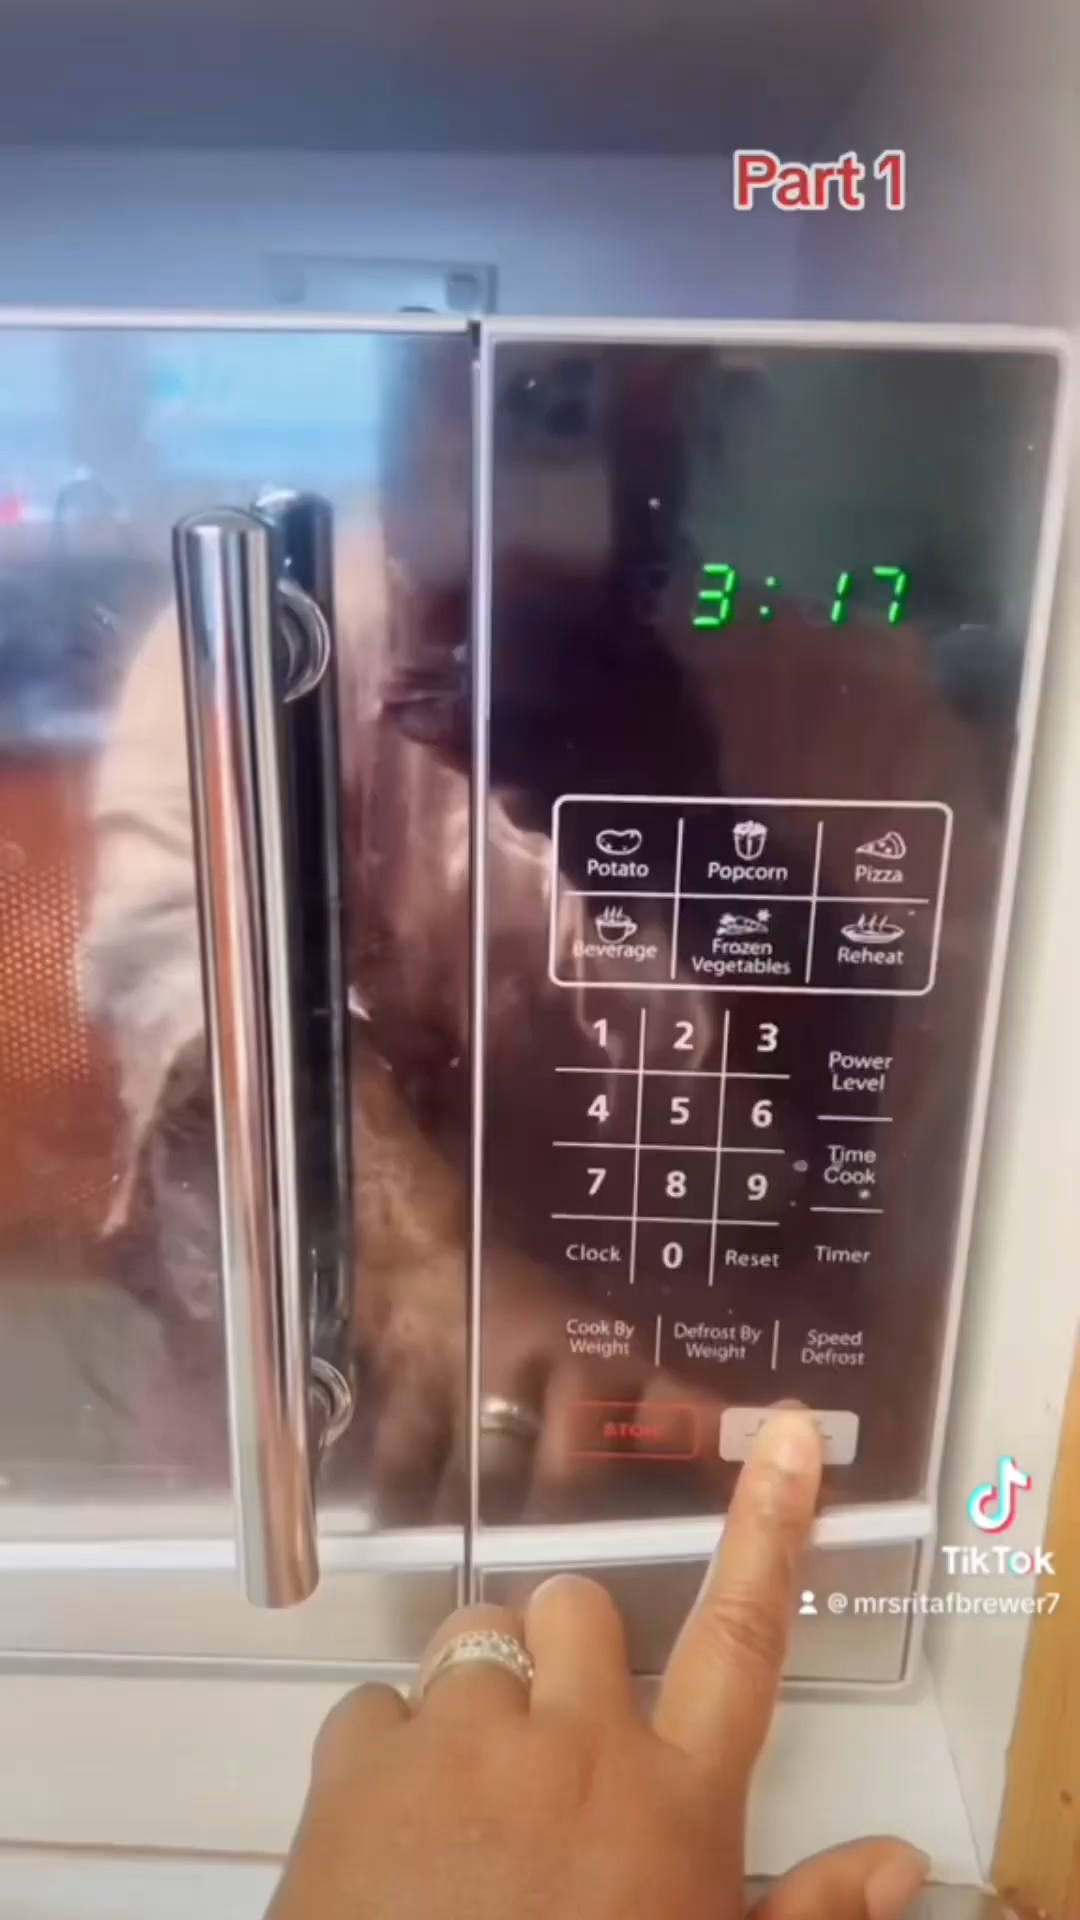 Part 1
3:17
Potato
Popcorn
Pizza
Beverage
Frozen
Vegetables
Reheat
1
2
3
Power
Level
4
5
6
Time
Cook
7
8
9
Clock
0
Reset
Timer
Cook By
Weight
Defrost By
Weight
Speed
Defrost
STOP
TikTok
@mrsritafbrewer7